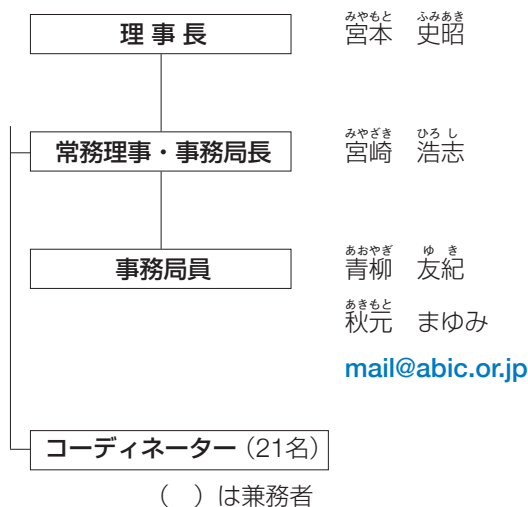 理事長
みやもと ふみあき
宮本 史昭
常務理事・事務局長
みやざき ひろし
宮崎 浩志
事務局員
あおやぎ ゆき
青柳 友紀
あきもと
秋元 まゆみ
mail@abic.or.jp
コーディネーター（21名）
（ ）は兼務者